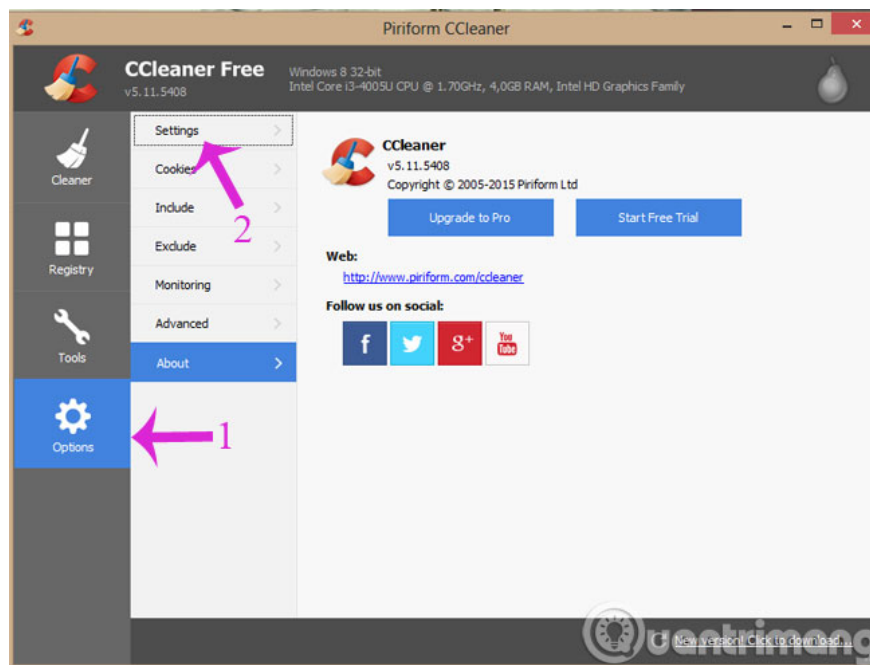 Piriform CCleaner
CCleaner Free
v5.11.5408
Windows 8 32-bit
Intel Core i3-4005U CPU @ 1.70GHz, 4,0GB RAM, Intel HD Graphics Family
Cleaner
Registry
Tools
Options
Settings
Cookies
Include
Exclude
Monitoring
Advanced
About
1
2
CCleaner
v5.11.5408
Copyright © 2005-2015 Piriform Ltd
Upgrade to Pro
Start Free Trial
Web:
http://www.piriform.com/ccleaner
Follow us on social:
f
g+
You Tube
New version! Click to download...
Quantrimang